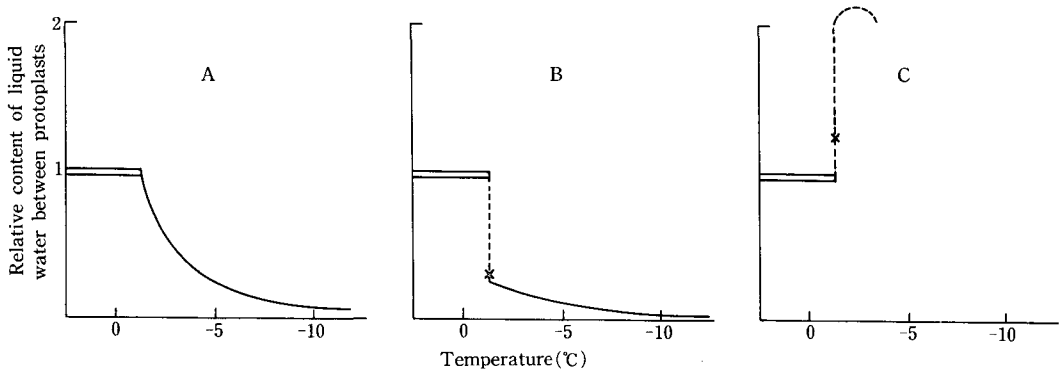 Relative content of liquid
water between protoplasts
2
1
A
B
C
0 -5 -10
0 -5 -10
0 -5 -10
Temperature(℃)